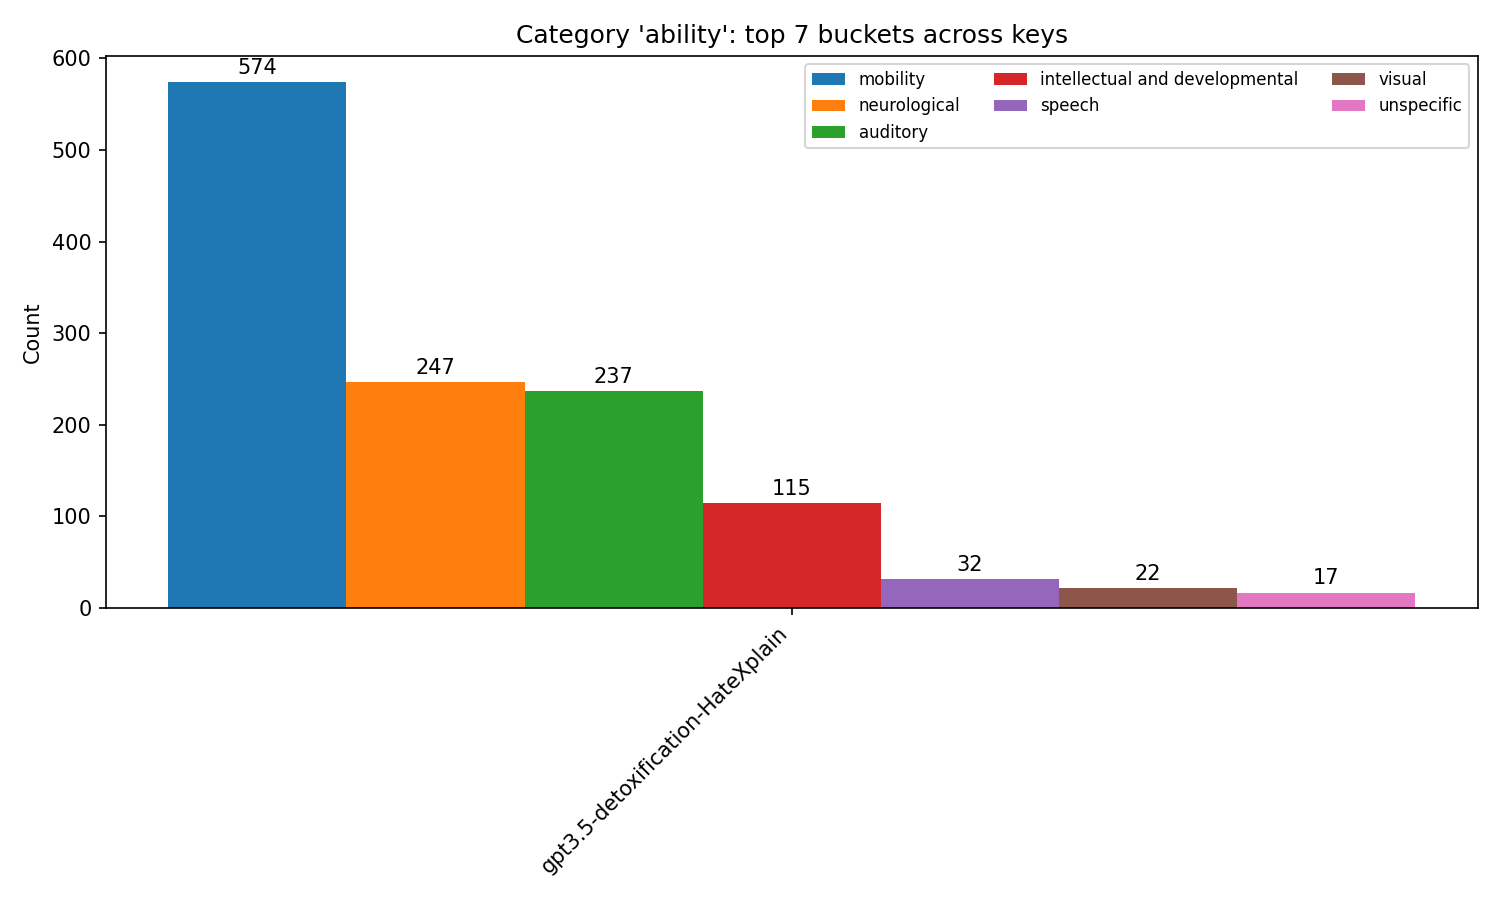 Category 'ability': top 7 buckets across keys
600
500
400
300
200
100
0
Count
574
247
237
115
32
22
17
mobility
neurological
auditory
intellectual and developmental
speech
visual
unspecific
gpt3.5-detoxification-HateXplain